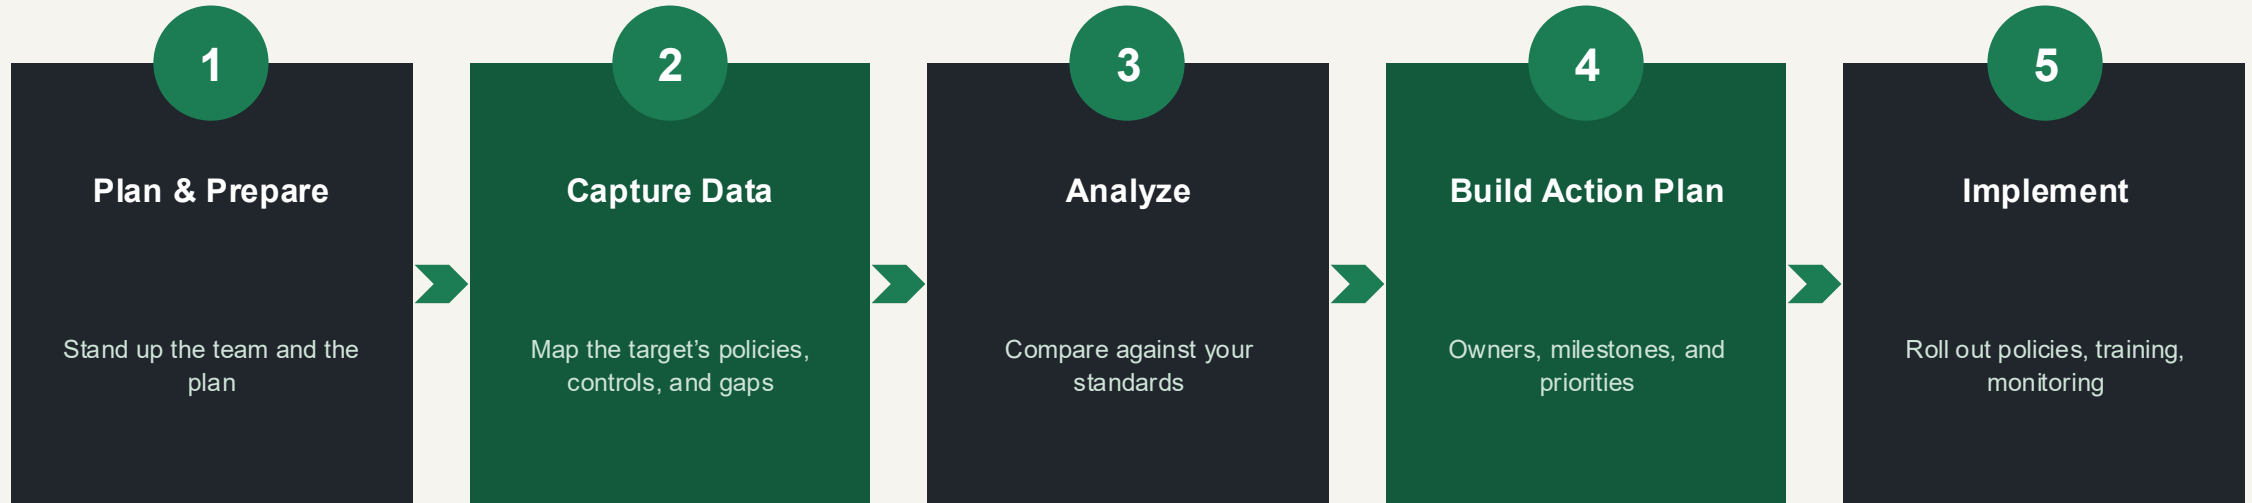 1
Plan & Prepare
Stand up the team and the
plan
2
Capture Data
Map the target’s policies,
controls, and gaps
3
Analyze
Compare against your
standards
4
Build Action Plan
Owners, milestones, and
priorities
5
Implement
Roll out policies, training,
monitoring